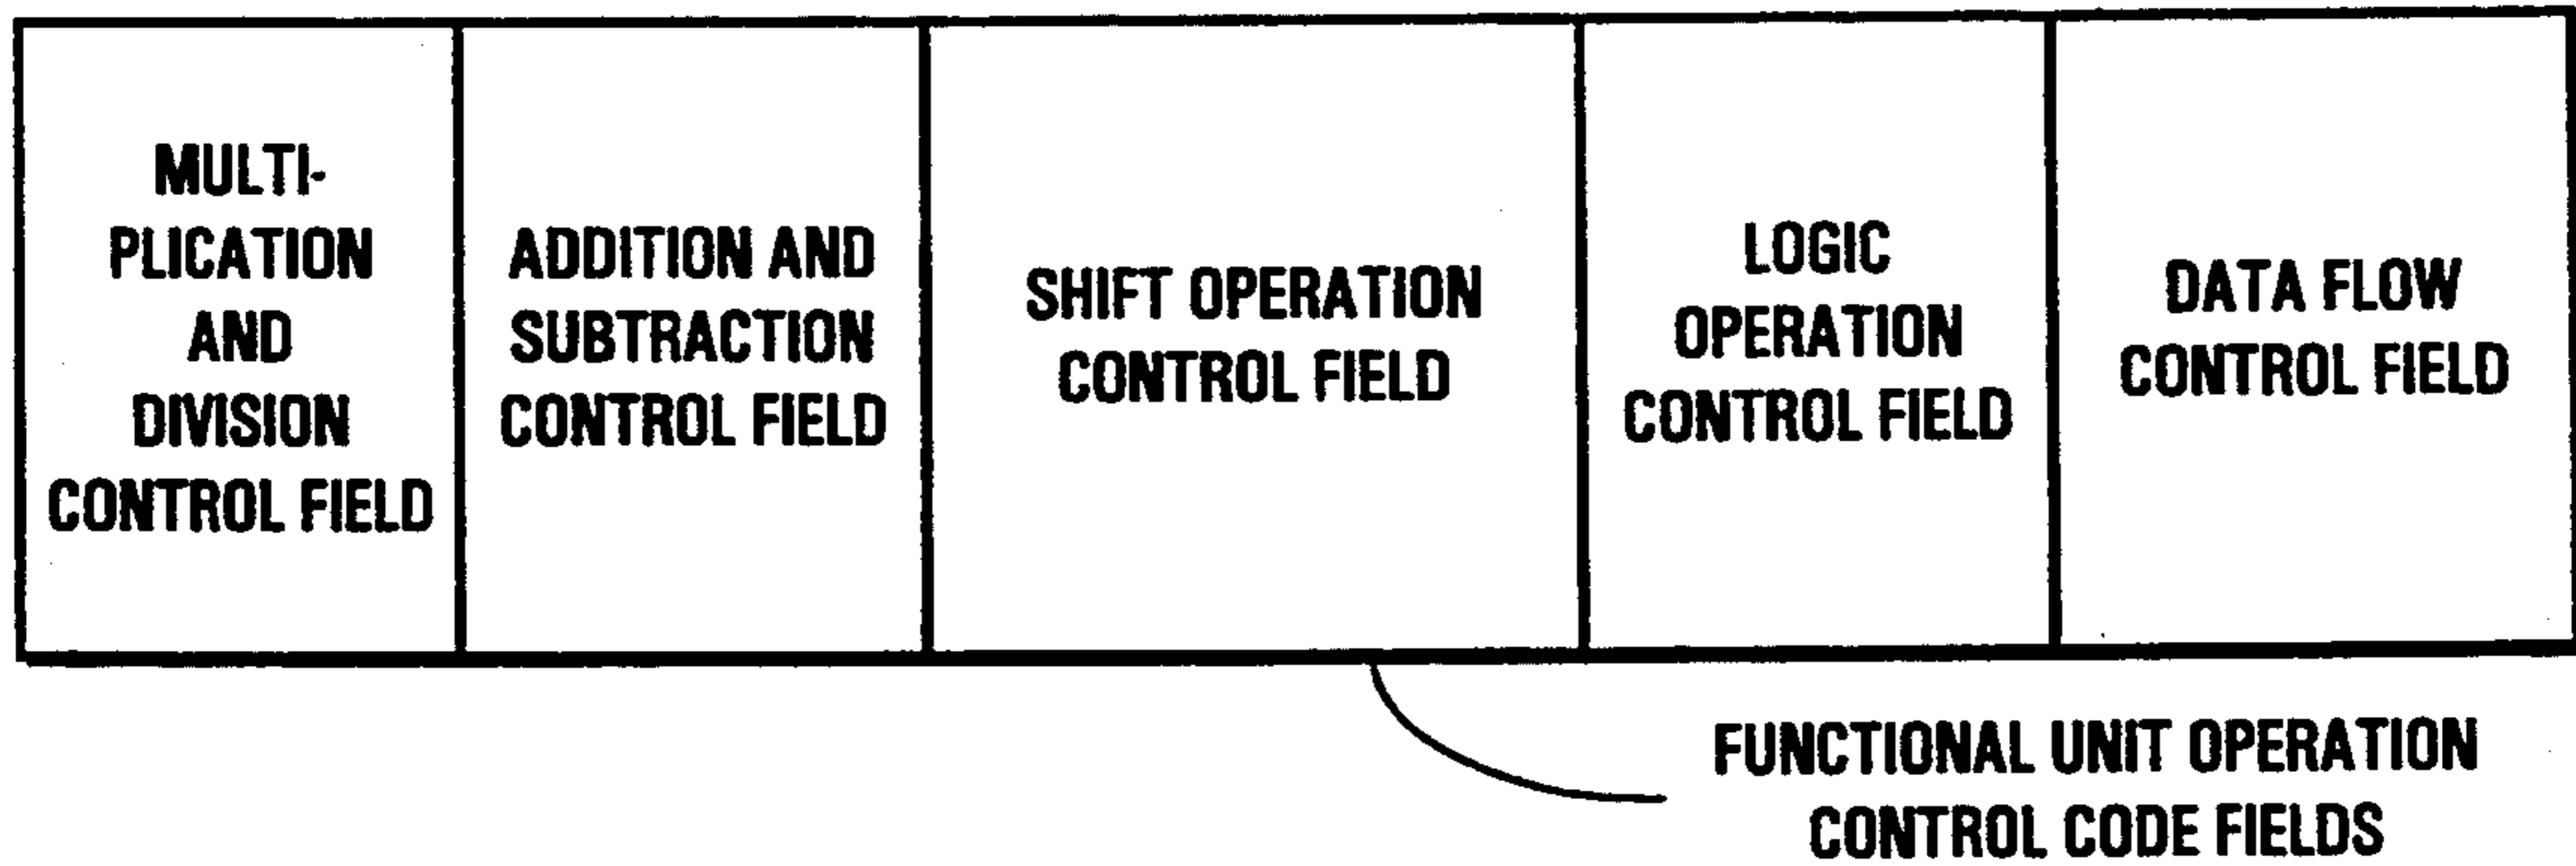 MULTI-
PLICATION
AND
DIVISION
CONTROL FIELD
ADDITION AND
SUBTRACTION
CONTROL FIELD
SHIFT OPERATION
CONTROL FIELD
LOGIC
OPERATION
CONTROL FIELD
DATA FLOW
CONTROL FIELD
FUNCTIONAL UNIT OPERATION
CONTROL CODE FIELDS